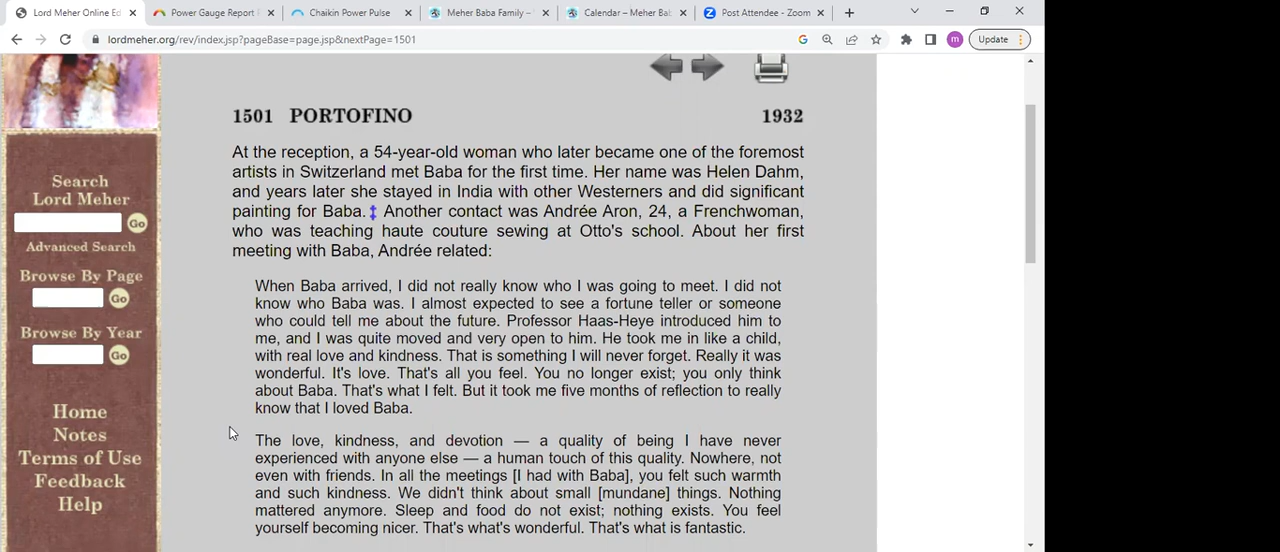 Lord Meher Online Ed
Power Gauge Report
Chaikin Power Pulse
Meher Baba Family –
Calendar – Meher Bab
Post Attendee - Zoom
lordmeher.org/rev/index.jsp?pageBase=page.jsp&nextPage=1501
G
m
Update
1501 PORTOFINO 1932
At the reception, a 54-year-old woman who later became one of the foremost
artists in Switzerland met Baba for the first time. Her name was Helen Dahm,
and years later she stayed in India with other Westerners and did significant
painting for Baba.‡ Another contact was Andrée Aron, 24, a Frenchwoman,
who was teaching haute couture sewing at Otto's school. About her first
meeting with Baba, Andrée related:
When Baba arrived, I did not really know who I was going to meet. I did not
know who Baba was. I almost expected to see a fortune teller or someone
who could tell me about the future. Professor Haas-Heye introduced him to
me, and I was quite moved and very open to him. He took me in like a child,
with real love and kindness. That is something I will never forget. Really it was
wonderful. It's love. That's all you feel. You no longer exist; you only think
about Baba. That's what I felt. But it took me five months of reflection to really
know that I loved Baba.
The love, kindness, and devotion — a quality of being I have never
experienced with anyone else — a human touch of this quality. Nowhere, not
even with friends. In all the meetings [I had with Baba], you felt such warmth
and such kindness. We didn't think about small [mundane] things. Nothing
mattered anymore. Sleep and food do not exist; nothing exists. You feel
yourself becoming nicer. That's what's wonderful. That's what is fantastic.
Search
Lord Meher
Go
Advanced Search
Browse By Page
Go
Browse By Year
Go
Home
Notes
Terms of Use
Feedback
Help